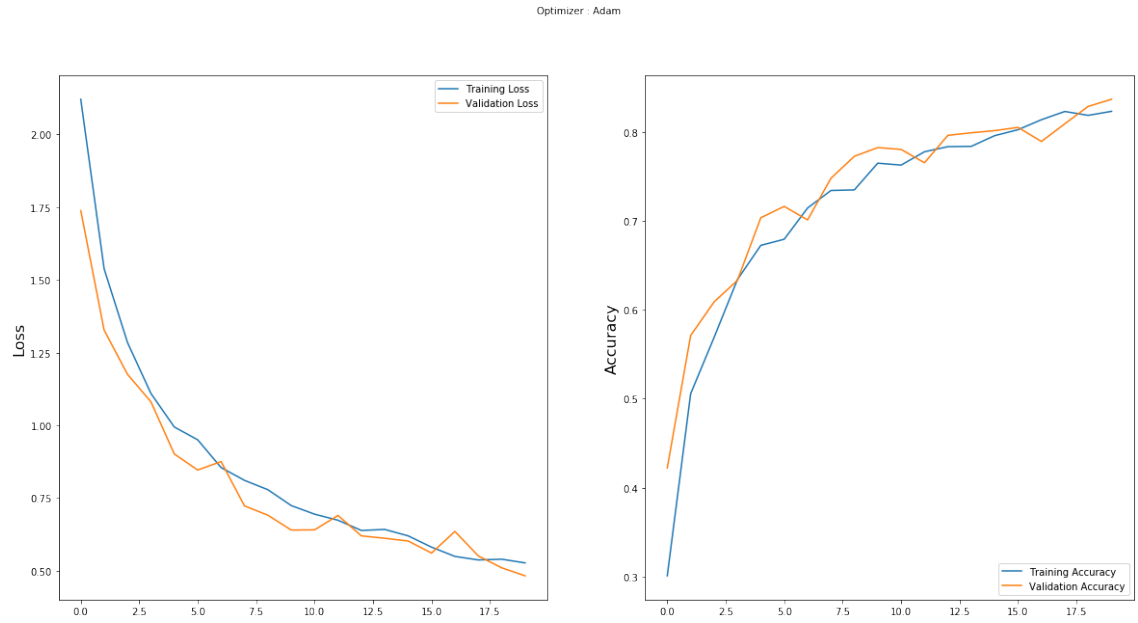 Optimizer : Adam
Training Loss
Validation Loss
2.00
1.75
1.50
1.25
1.00
0.75
0.50
Loss
0.0 2.5 5.0 7.5 10.0 12.5 15.0 17.5
0.8
0.7
0.6
0.5
0.4
0.3
Accuracy
Training Accuracy
Validation Accuracy
0.0 2.5 5.0 7.5 10.0 12.5 15.0 17.5